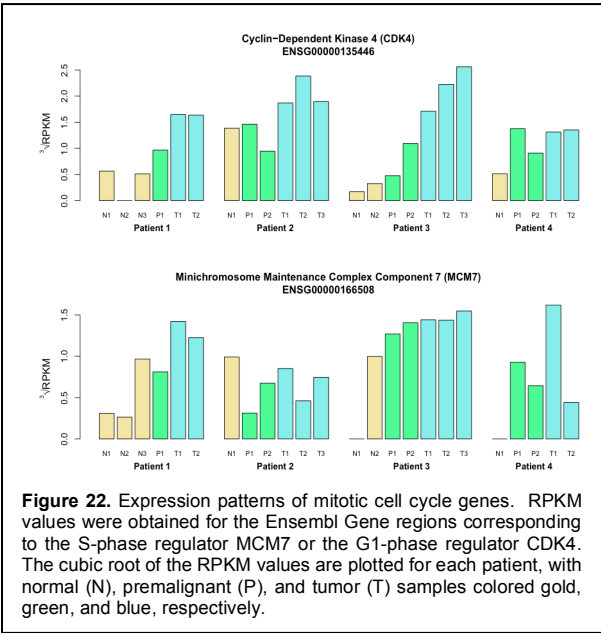 Cyclin−Dependent Kinase 4 (CDK4)
ENSG00000135446
³√RPKM
0.0 0.5 1.0 1.5 2.0 2.5
N1 N2 N3 P1 T1 T2 N1 P1 P2 T1 T2 T3 N1 N2 P1 P2 T1 T2 T3 N1 P1 P2 T1 T2
Patient 1 Patient 2 Patient 3 Patient 4
Minichromosome Maintenance Complex Component 7 (MCM7)
ENSG00000166508
³√RPKM
0.0 0.5 1.0 1.5
N1 N2 N3 P1 T1 T2 N1 P1 P2 T1 T2 T3 N1 N2 P1 P2 T1 T2 T3 N1 P1 P2 T1 T2
Patient 1 Patient 2 Patient 3 Patient 4
Figure 22. Expression patterns of mitotic cell cycle genes. RPKM
values were obtained for the Ensembl Gene regions corresponding
to the S-phase regulator MCM7 or the G1-phase regulator CDK4.
The cubic root of the RPKM values are plotted for each patient, with
normal (N), premalignant (P), and tumor (T) samples colored gold,
green, and blue, respectively.